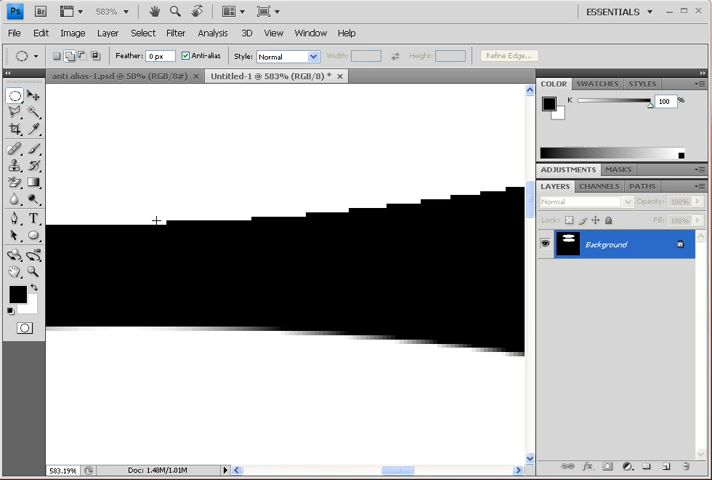 Ps Br 583% ESSENTIALS
File Edit Image Layer Select Filter Analysis 3D View Window Help
Feather: 0 px Anti-alias Style: Normal Width: Height: Refine Edge...
anti alias-1.psd @ 50% (RGB/8#) × Untitled-1 @ 583% (RGB/8) * ×
COLOR SWATCHES STYLES
K 100 %
ADJUSTMENTS MASKS
LAYERS CHANNELS PATHS
Normal Opacity: 100%
Lock: Fill: 100%
Background
T
583.19% Doc: 1.48M/1.01M
fx